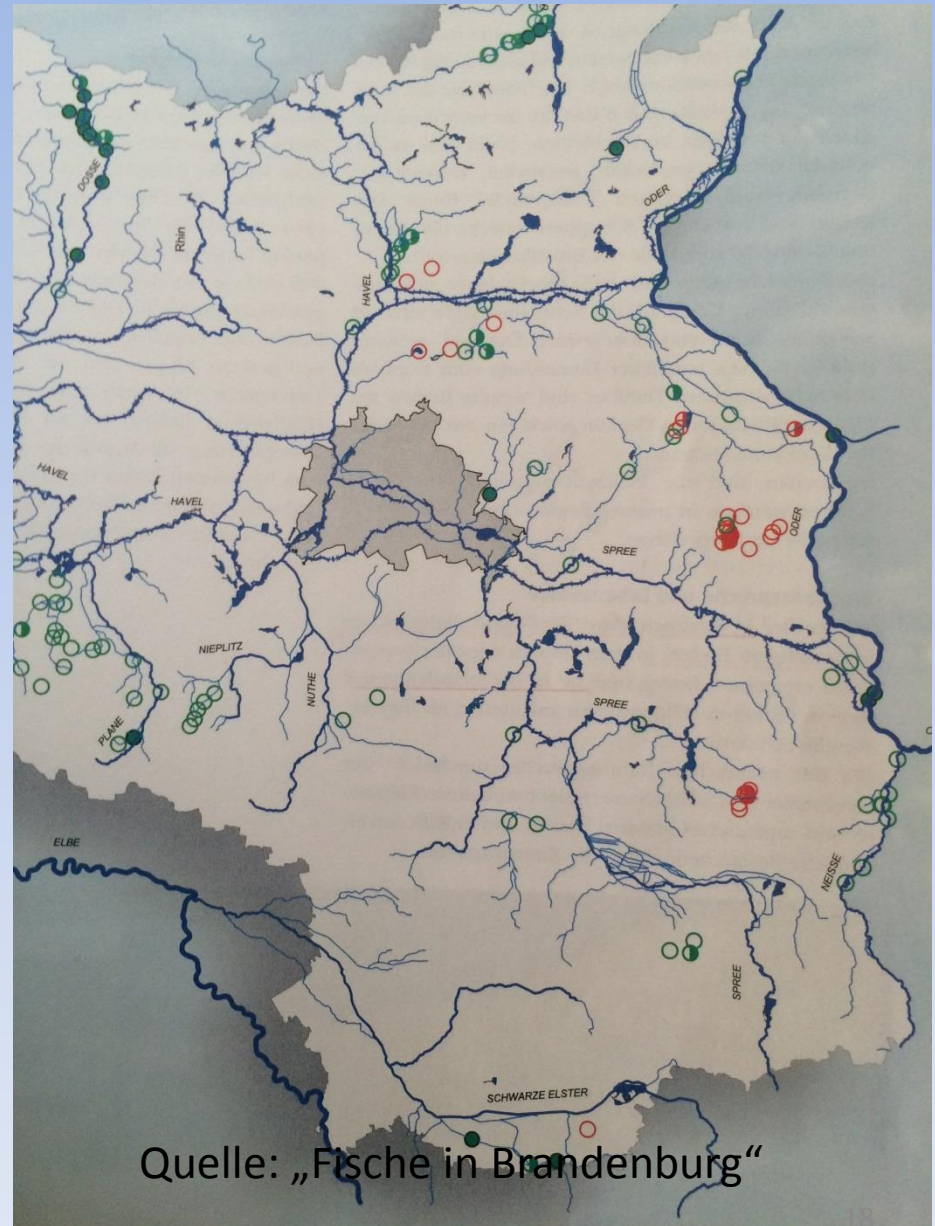 DOSSE
Rhin
HAVEL
ODER
HAVEL
HAVEL
SPREE
ODER
NIEPLITZ
NUTHE
SPREE
PLANE
ELBE
NEISSE
SPREE
SCHWARZE ELSTER
Quelle: „Fische in Brandenburg“